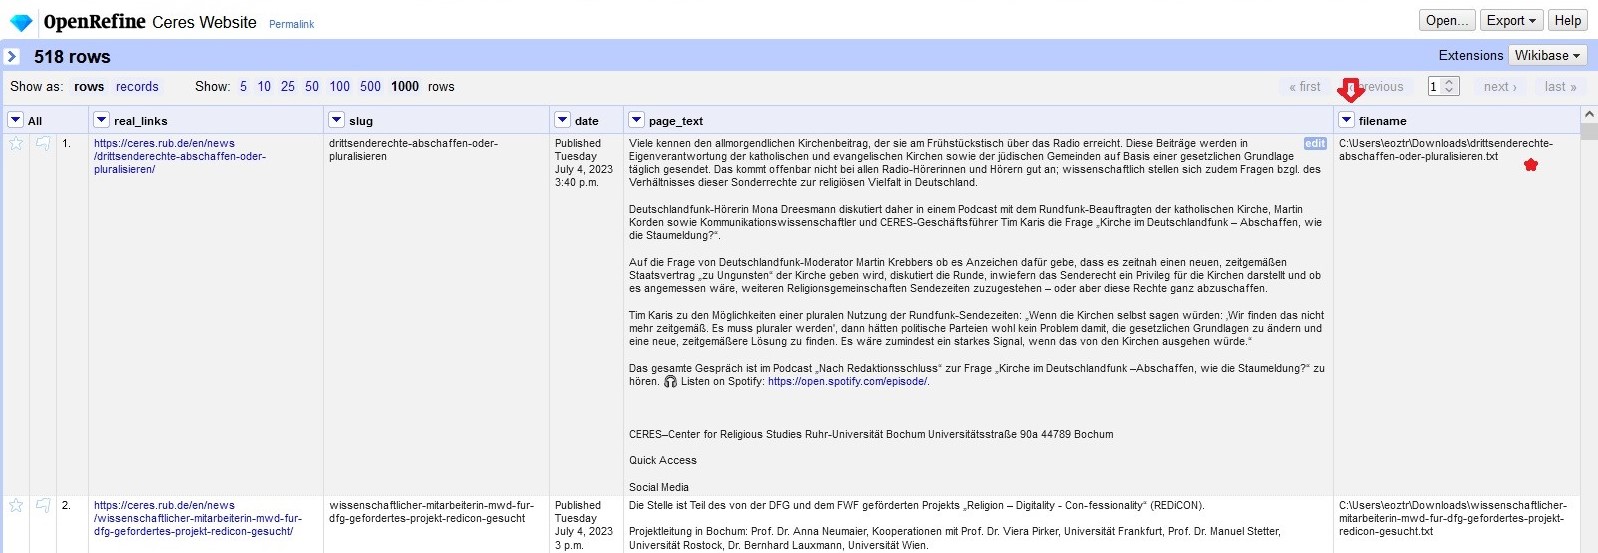 OpenRefine Ceres Website Permalink Open... Export Help
518 rows Extensions Wikibase
Show as: rows records Show: 5 10 25 50 100 500 1000 rows « first previous 1 next › last »
All real_links slug date page_text filename
1.
https://ceres.rub.de/en/news
/drittsenderechte-abschaffen-oder-
pluralisieren/
drittsenderechte-abschaffen-oder-
pluralisieren
Published
Tuesday
July 4, 2023
3:40 p.m.
Viele kennen den allmorgendlichen Kirchenbeitrag, der sie am Frühstückstisch über das Radio erreicht. Diese Beiträge werden in
Eigenverantwortung der katholischen und evangelischen Kirchen sowie der jüdischen Gemeinden auf Basis einer gesetzlichen Grundlage
täglich gesendet. Das kommt offenbar nicht bei allen Radio-Hörerinnen und Hörern gut an; wissenschaftlich stellen sich zudem Fragen bzgl. des
Verhältnisses dieser Sonderrechte zur religiösen Vielfalt in Deutschland.
Deutschlandfunk-Hörerin Mona Dreesmann diskutiert daher in einem Podcast mit dem Rundfunk-Beauftragten der katholischen Kirche, Martin
Korden sowie Kommunikationswissenschaftler und CERES-Geschäftsführer Tim Karis die Frage „Kirche im Deutschlandfunk – Abschaffen, wie
die Staumeldung?“.
Auf die Frage von Deutschlandfunk-Moderator Martin Krebbers ob es Anzeichen dafür gebe, dass es zeitnah einen neuen, zeitgemäßen
Staatsvertrag „zu Ungunsten“ der Kirche geben wird, diskutiert die Runde, inwiefern das Senderecht ein Privileg für die Kirchen darstellt und ob
es angemessen wäre, weiteren Religionsgemeinschaften Sendezeiten zuzugestehen – oder aber diese Rechte ganz abzuschaffen.
Tim Karis zu den Möglichkeiten einer pluralen Nutzung der Rundfunk-Sendezeiten: „Wenn die Kirchen selbst sagen würden: ‚Wir finden das nicht
mehr zeitgemäß. Es muss pluraler werden', dann hätten politische Parteien wohl kein Problem damit, die gesetzlichen Grundlagen zu ändern und
eine neue, zeitgemäßere Lösung zu finden. Es wäre zumindest ein starkes Signal, wenn das von den Kirchen ausgehen würde.“
Das gesamte Gespräch ist im Podcast „Nach Redaktionsschluss“ zur Frage „Kirche im Deutschlandfunk –Abschaffen, wie die Staumeldung?“ zu
hören. 🎧 Listen on Spotify: https://open.spotify.com/episode/.
CERES–Center for Religious Studies Ruhr-Universität Bochum Universitätsstraße 90a 44789 Bochum
Quick Access
Social Media
edit
C:\Users\eoztr\Downloads\drittsenderechte-
abschaffen-oder-pluralisieren.txt
2.
https://ceres.rub.de/en/news
/wissenschaftlicher-mitarbeiterin-mwd-fur-
dfg-gefordertes-projekt-redicon-gesucht/
wissenschaftlicher-mitarbeiterin-mwd-fur-
dfg-gefordertes-projekt-redicon-gesucht
Published
Tuesday
July 4, 2023
3 p.m.
Die Stelle ist Teil des von der DFG und dem FWF geförderten Projekts „Religion – Digitality - Con-fessionality“ (REDiCON).
Projektleitung in Bochum: Prof. Dr. Anna Neumaier, Kooperationen mit Prof. Dr. Viera Pirker, Universität Frankfurt, Prof. Dr. Manuel Stetter,
Universität Rostock, Dr. Bernhard Lauxmann, Universität Wien.
C:\Users\eoztr\Downloads\wissenschaftlicher-
mitarbeiterin-mwd-fur-dfg-gefordertes-projekt-
redicon-gesucht.txt